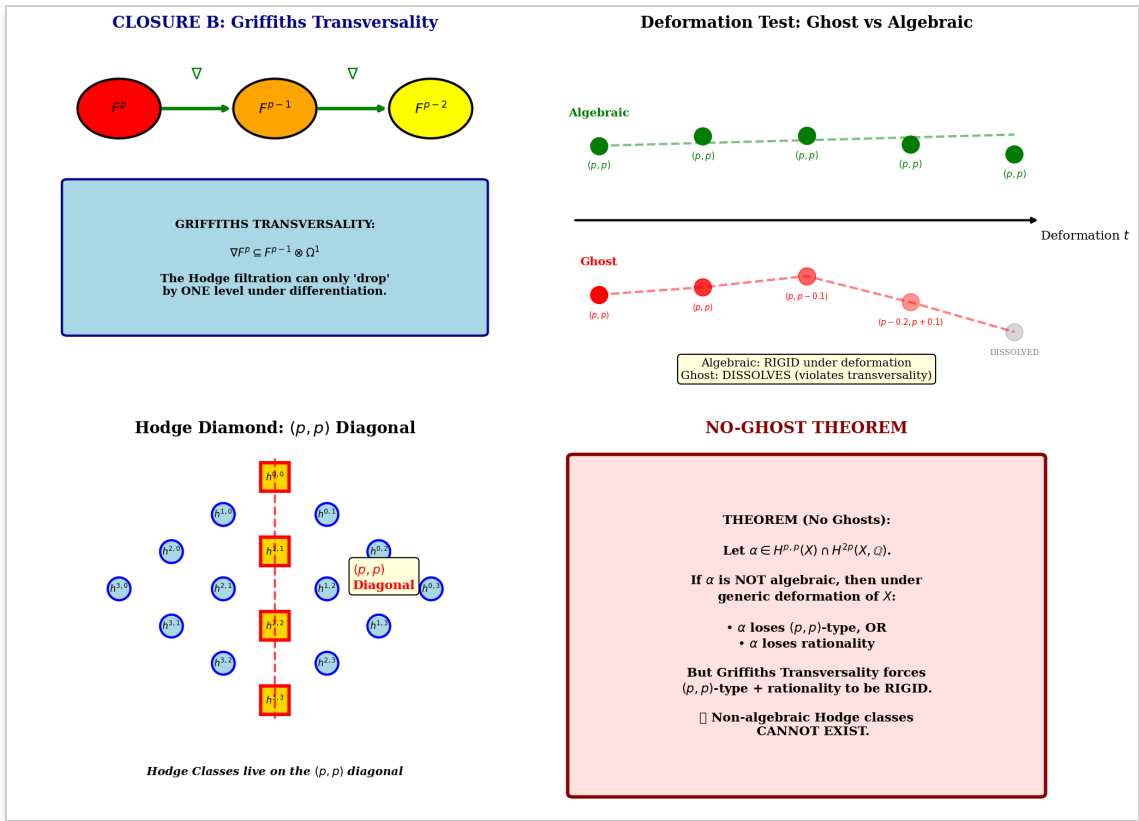 CLOSURE B: Griffiths Transversality
∇
∇
F^p
F^{p−1}
F^{p−2}
GRIFFITHS TRANSVERSALITY:
∇F^p ⊆ F^{p−1} ⊗ Ω^1
The Hodge filtration can only 'drop'
by ONE level under differentiation.
Deformation Test: Ghost vs Algebraic
Algebraic
(p, p)
(p, p)
(p, p)
(p, p)
(p, p)
Deformation t
Ghost
(p, p)
(p, p)
(p, p − 0.1)
(p − 0.2, p + 0.1)
DISSOLVED
Algebraic: RIGID under deformation
Ghost: DISSOLVES (violates transversality)
Hodge Diamond: (p, p) Diagonal
h^{0,0}
h^{1,0}
h^{0,1}
h^{2,0}
h^{1,1}
h^{0,2}
(p, p)
Diagonal
h^{3,0}
h^{2,1}
h^{1,2}
h^{0,3}
h^{3,1}
h^{2,2}
h^{1,3}
h^{3,2}
h^{2,3}
h^{3,3}
Hodge Classes live on the (p, p) diagonal
NO-GHOST THEOREM
THEOREM (No Ghosts):
Let α ∈ H^{p,p}(X) ∩ H^{2p}(X, ℚ).
If α is NOT algebraic, then under
generic deformation of X:
• α loses (p, p)-type, OR
• α loses rationality
But Griffiths Transversality forces
(p, p)-type + rationality to be RIGID.
▯ Non-algebraic Hodge classes
CANNOT EXIST.